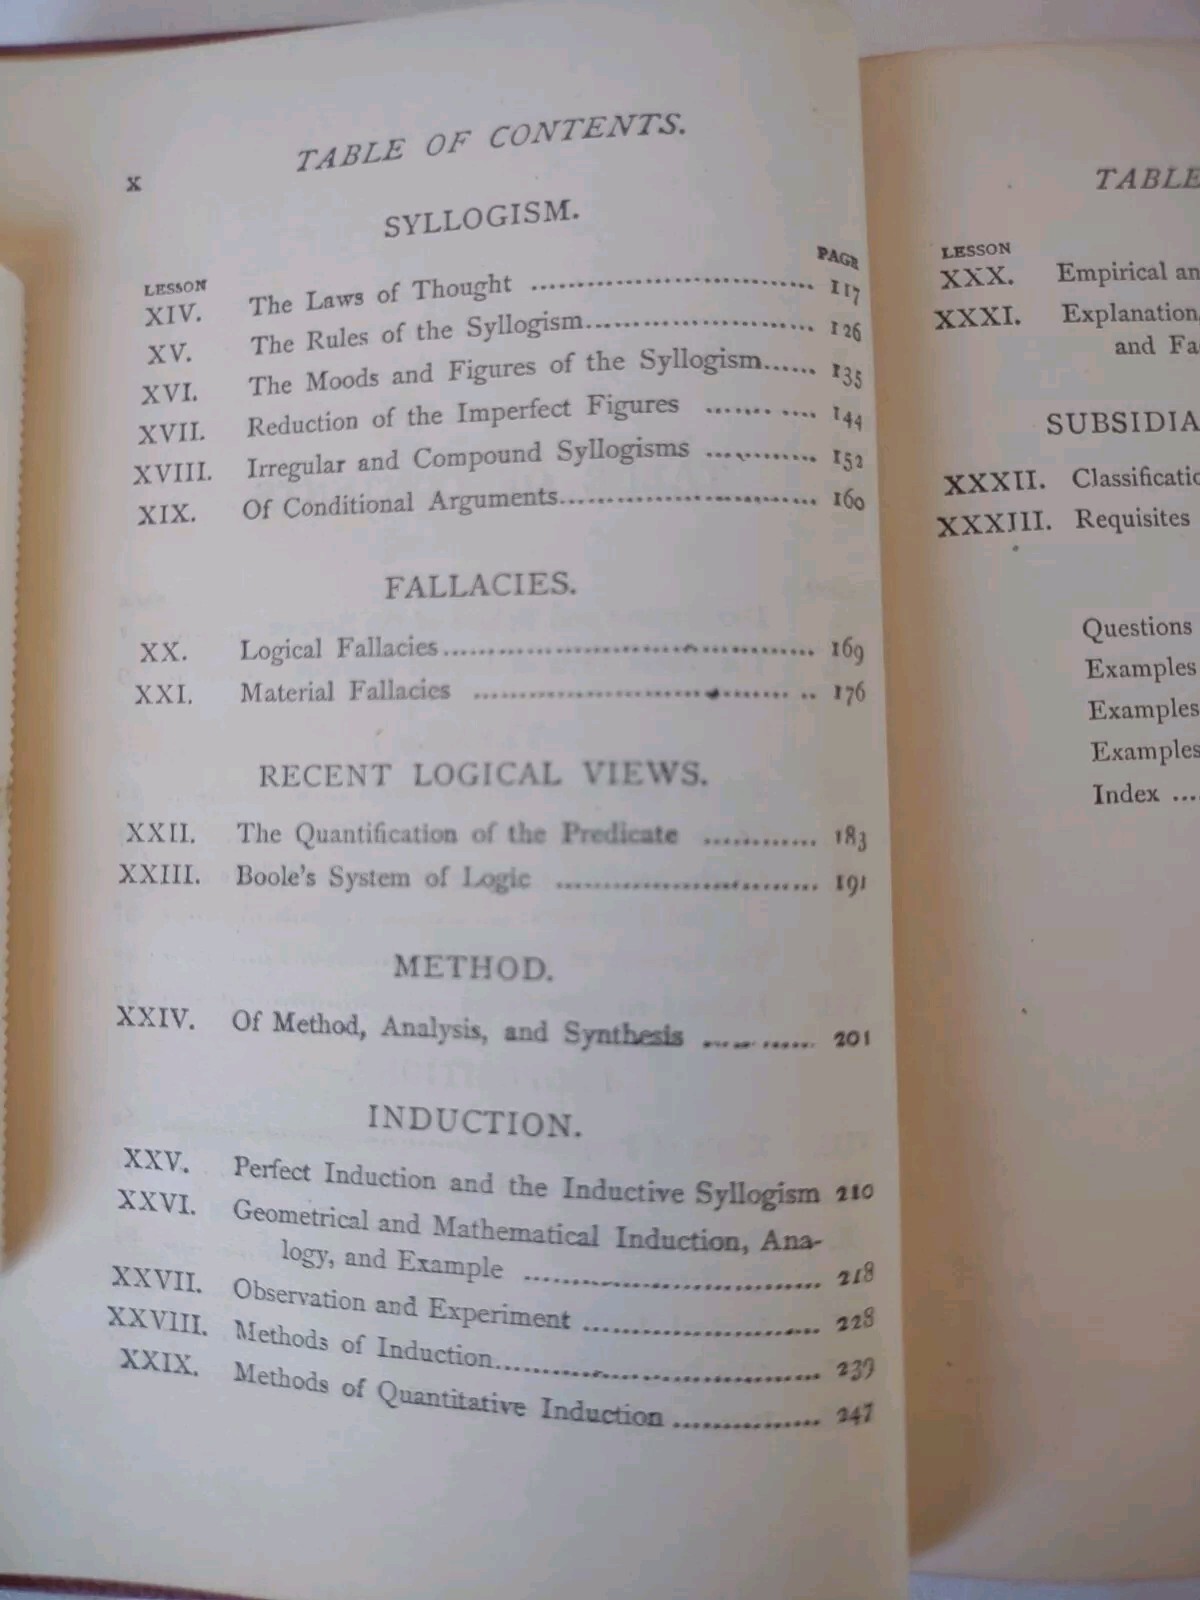 x
TABLE OF CONTENTS.
SYLLOGISM.
LESSON PAGE
XIV. The Laws of Thought .............................. 117
XV. The Rules of the Syllogism......................... 126
XVI. The Moods and Figures of the Syllogism...... 135
XVII. Reduction of the Imperfect Figures ........... 144
XVIII. Irregular and Compound Syllogisms ........... 152
XIX. Of Conditional Arguments............................ 160
FALLACIES.
XX. Logical Fallacies........................................ 169
XXI. Material Fallacies .................................... 176
RECENT LOGICAL VIEWS.
XXII. The Quantification of the Predicate ............ 183
XXIII. Boole's System of Logic ............................ 191
METHOD.
XXIV. Of Method, Analysis, and Synthesis ............ 201
INDUCTION.
XXV. Perfect Induction and the Inductive Syllogism 210
XXVI. Geometrical and Mathematical Induction, Ana-
logy, and Example ................................ 218
XXVII. Observation and Experiment ........................ 228
XXVIII. Methods of Induction.................................. 239
XXIX. Methods of Quantitative Induction ............... 247
TABLE
LESSON
XXX. Empirical an
XXXI. Explanation,
and Fa
SUBSIDIA
XXXII. Classificatio
XXXIII. Requisites
Questions
Examples
Examples
Examples
Index ....